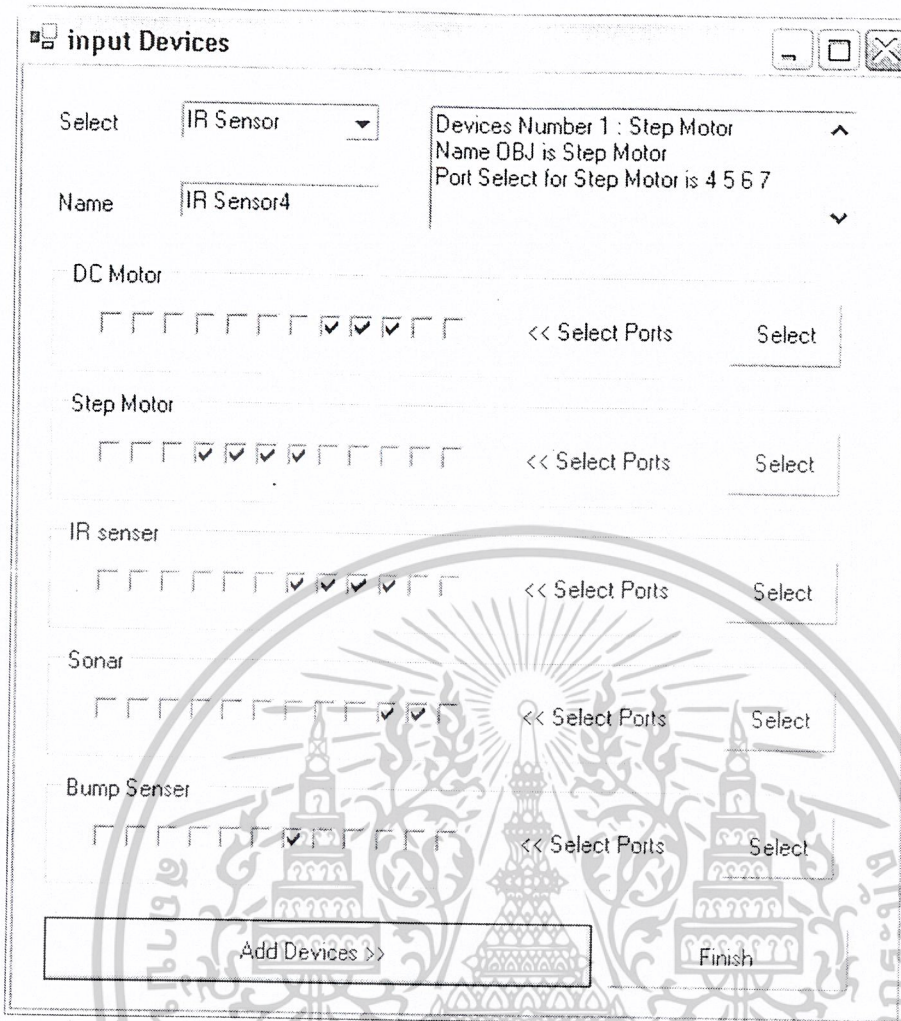 input Devices
Select IR Sensor
Name IR Sensor4
Devices Number 1 : Step Motor
Name OBJ is Step Motor
Port Select for Step Motor is 4 5 6 7
DC Motor
<< Select Ports Select
Step Motor
<< Select Ports Select
IR senser
<< Select Ports Select
Sonar
<< Select Ports Select
Bump Senser
<< Select Ports Select
Add Devices >> Finish